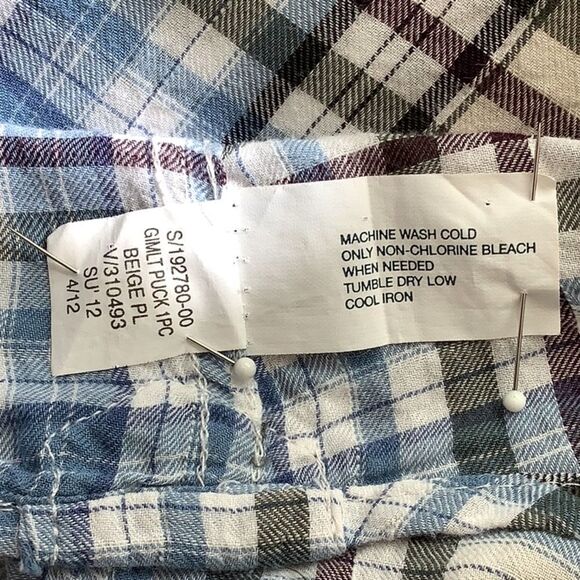 S/192780-00
GIMLT PUCK 1PC
BEIGE PL
V/310493
SU 12
4/12
MACHINE WASH COLD
ONLY NON-CHLORINE BLEACH
WHEN NEEDED
TUMBLE DRY LOW
COOL IRON